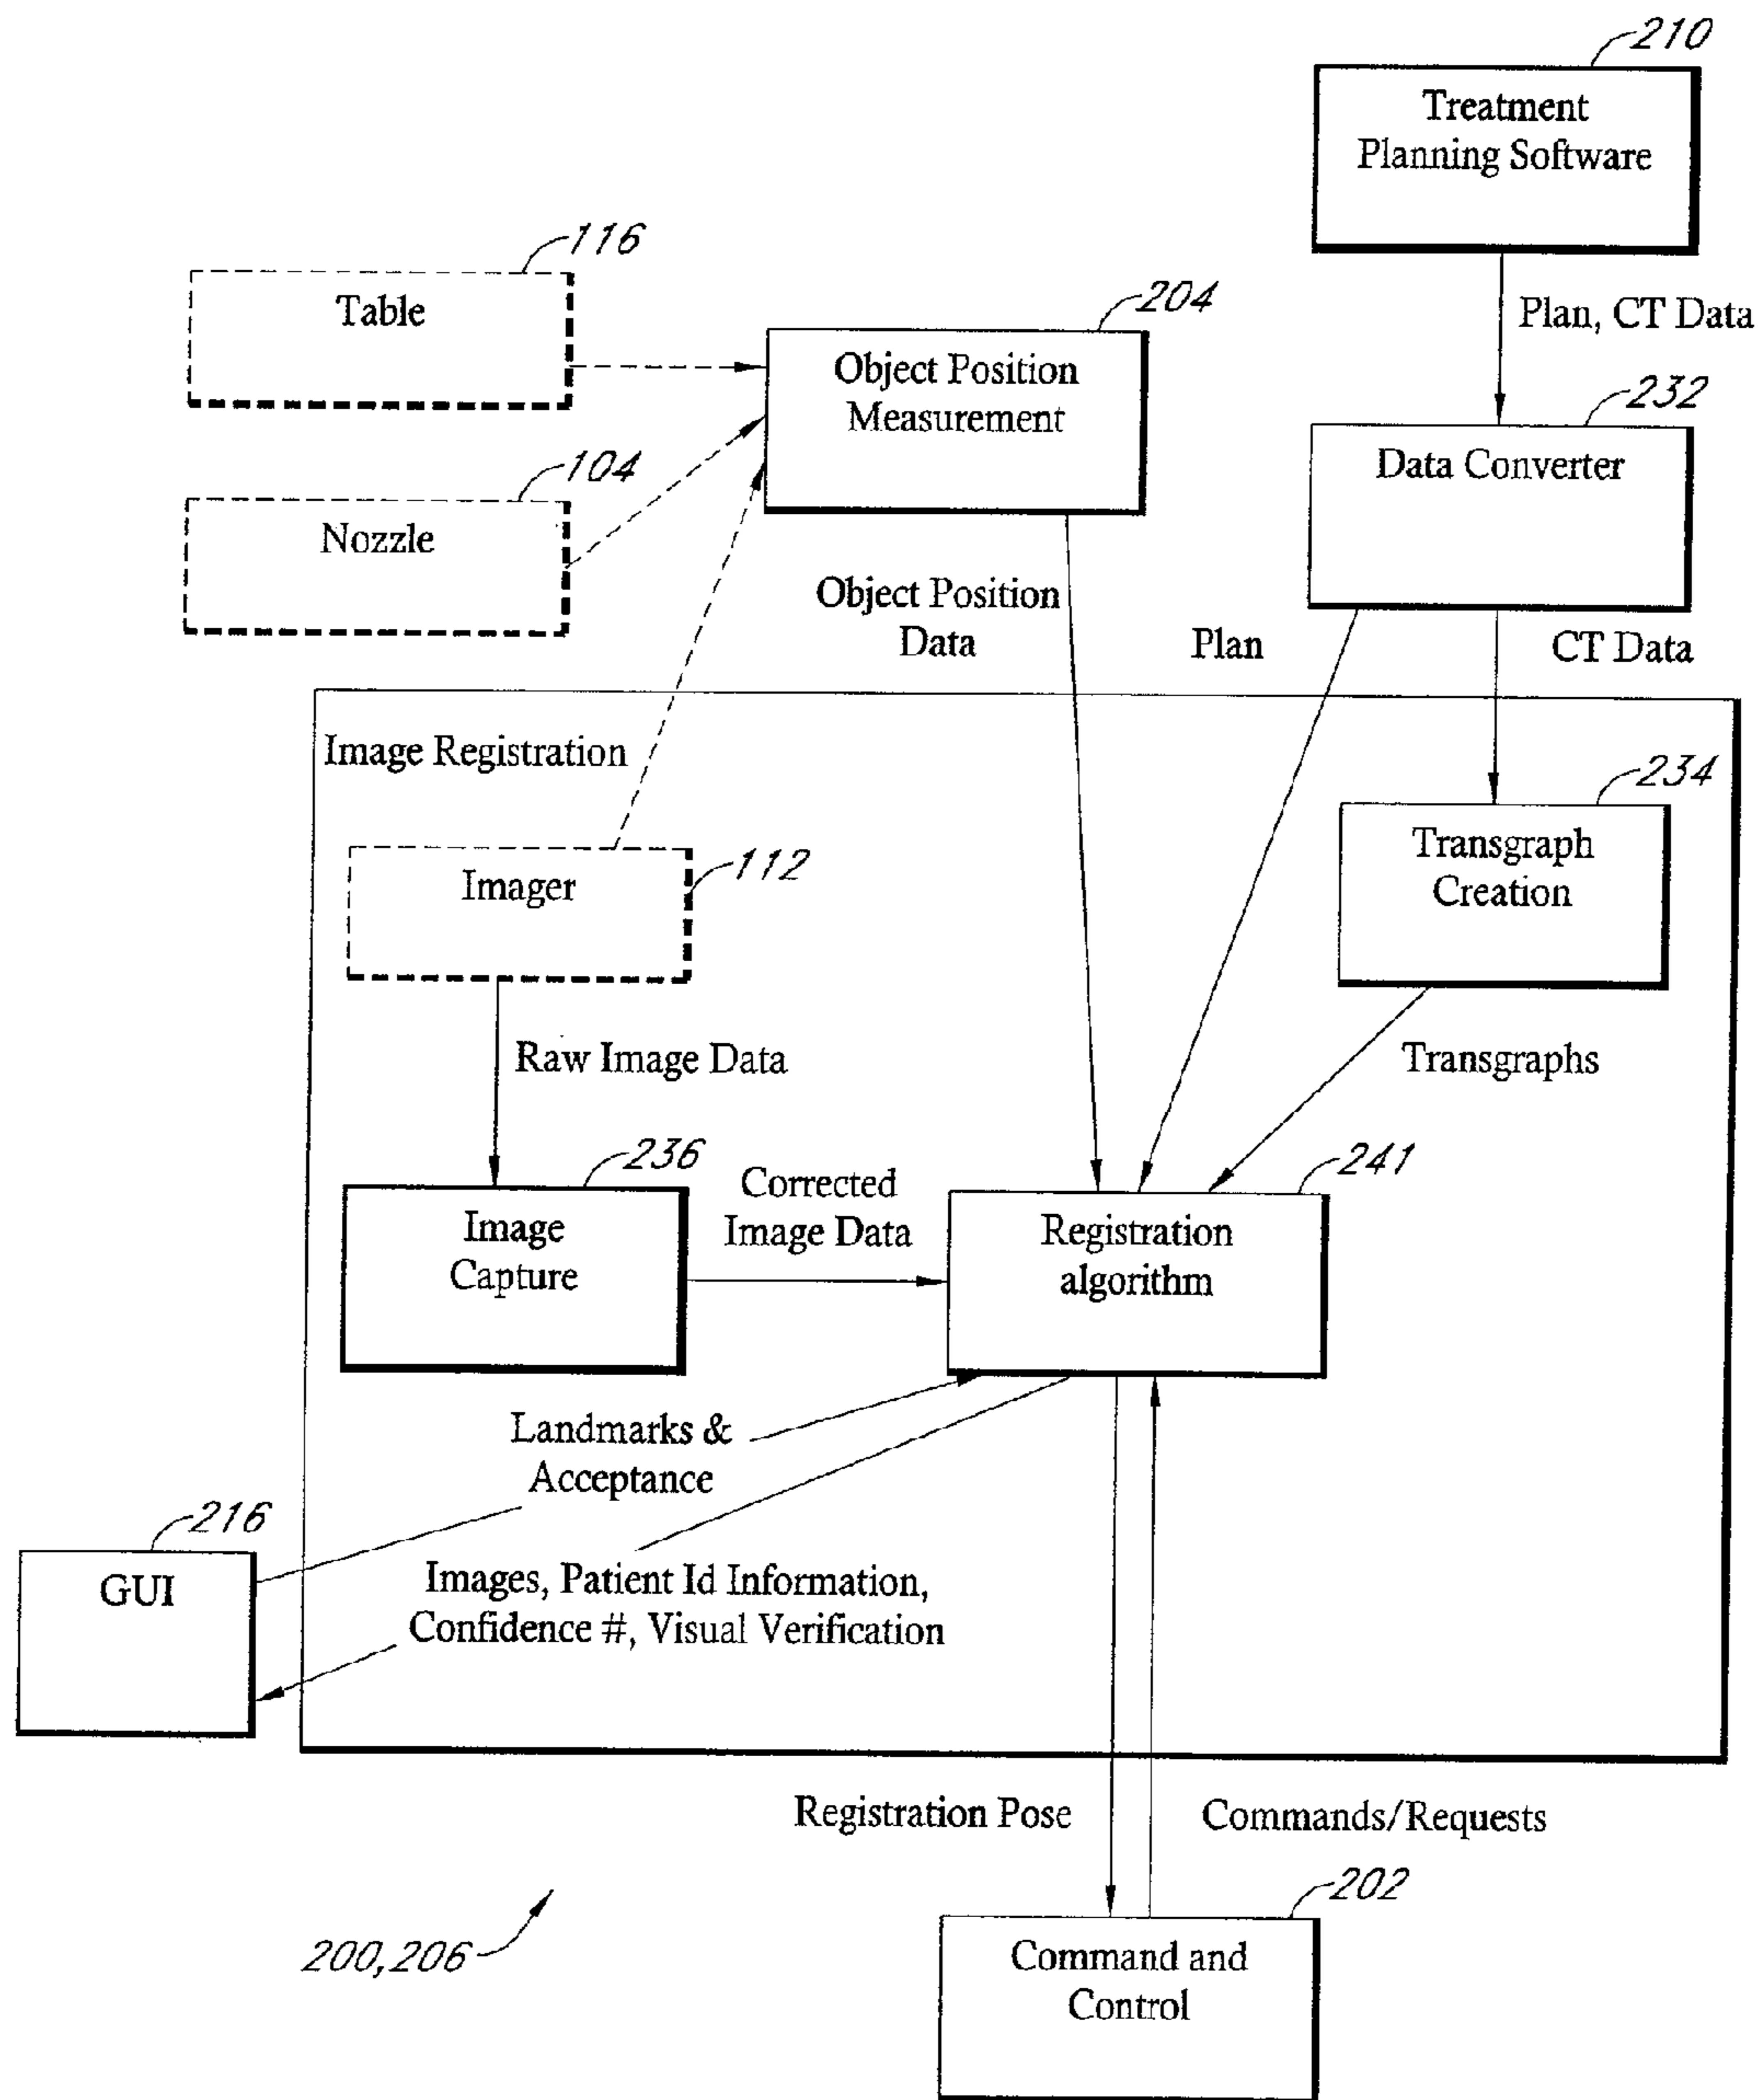 210
Treatment
Planning Software
116
Table
204
Plan, CT Data
Object Position
Measurement
232
Data Converter
104
Nozzle
Object Position
Data
Plan
CT Data
Image Registration
234
Transgraph
Creation
112
Imager
Raw Image Data
Transgraphs
236
Image
Capture
Corrected
Image Data
241
Registration
algorithm
Landmarks &
Acceptance
216
GUI
Images, Patient Id Information,
Confidence #, Visual Verification
Registration Pose
Commands/Requests
202
Command and
Control
200, 206